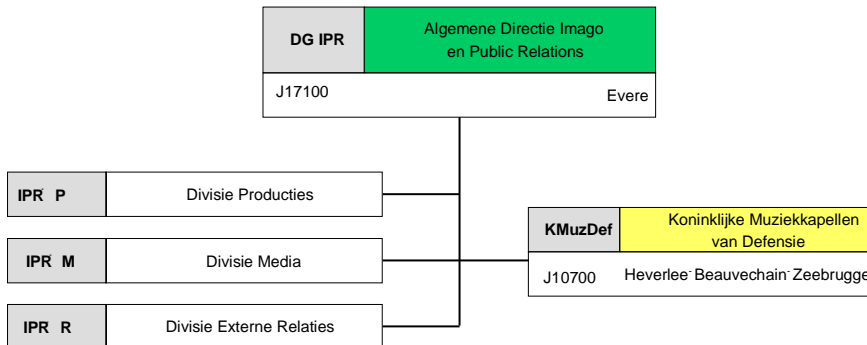 DG IPR
Algemene Directie Imago
en Public Relations
J17100
Evere
IPR P
Divisie Producties
IPR M
Divisie Media
IPR R
Divisie Externe Relaties
KMuzDef
Koninklijke Muziekkapellen
van Defensie
J10700
Heverlee-Beauvechain-Zeebrugge